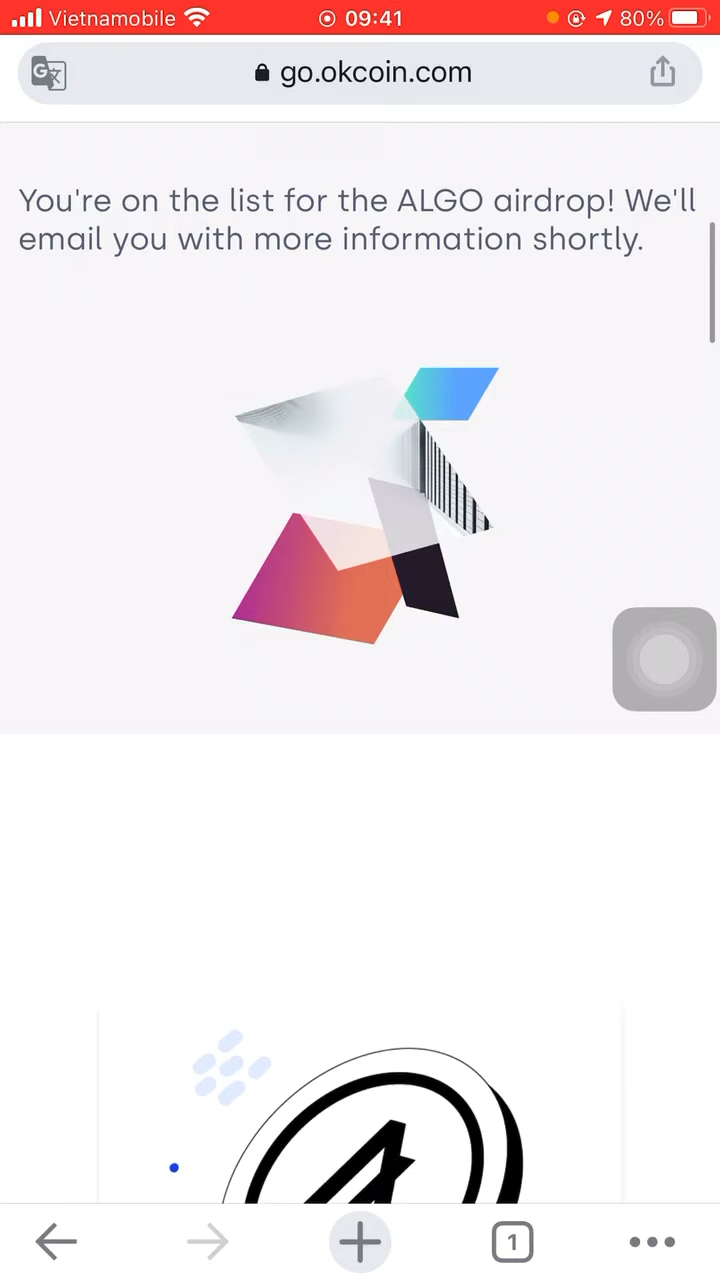 Vietnamobile 09:41 80%
go.okcoin.com
You're on the list for the ALGO airdrop! We'll
email you with more information shortly.
1